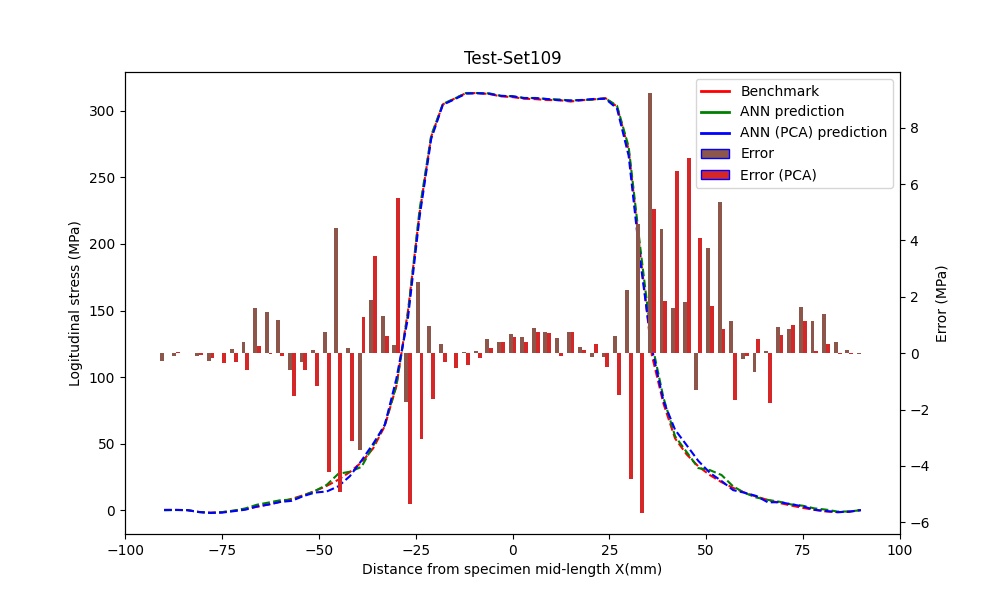 Test-Set109
Logitudinal stress (MPa)
300
250
200
150
100
50
0
Benchmark
ANN prediction
ANN (PCA) prediction
Error
Error (PCA)
8
6
4
2
0
−2
−4
−6
Error (MPa)
−100 −75 −50 −25 0 25 50 75 100
Distance from specimen mid-length X(mm)